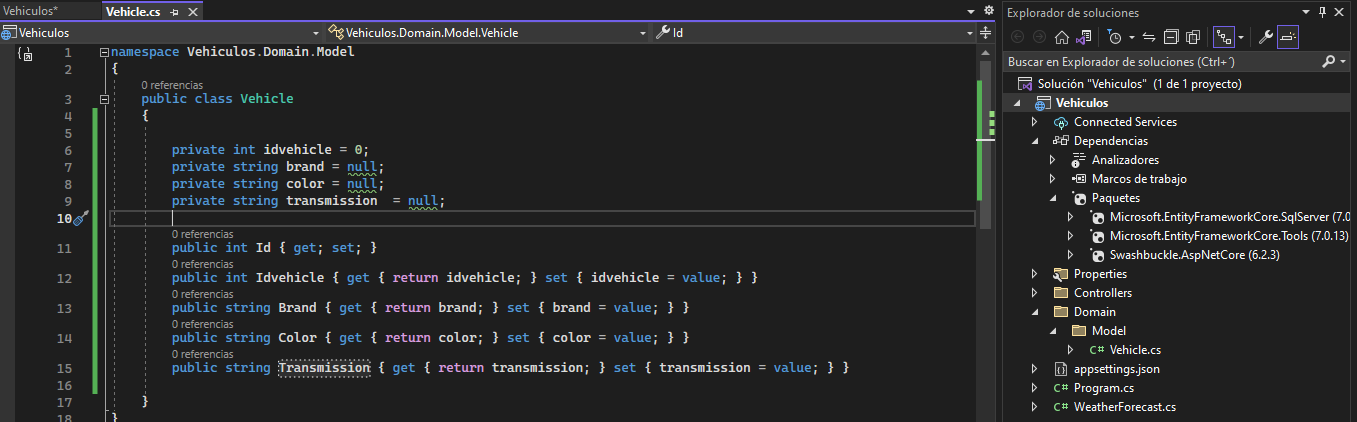 Vehiculos*
Vehicle.cs
Vehiculos
Vehiculos.Domain.Model.Vehicle
Id
1 namespace Vehiculos.Domain.Model
2 {
0 referencias
3 public class Vehicle
4 {
5
6 private int idvehicle = 0;
7 private string brand = null;
8 private string color = null;
9 private string transmission  = null;
10
0 referencias
11 public int Id { get; set; }
0 referencias
12 public int Idvehicle { get { return idvehicle; } set { idvehicle = value; } }
0 referencias
13 public string Brand { get { return brand; } set { brand = value; } }
0 referencias
14 public string Color { get { return color; } set { color = value; } }
0 referencias
15 public string Transmission { get { return transmission; } set { transmission = value; } }
16
17 }
18 }
Explorador de soluciones
Buscar en Explorador de soluciones (Ctrl+´)
Solución "Vehiculos" (1 de 1 proyecto)
Vehiculos
Connected Services
Dependencias
Analizadores
Marcos de trabajo
Paquetes
Microsoft.EntityFrameworkCore.SqlServer (7.0.
Microsoft.EntityFrameworkCore.Tools (7.0.13)
Swashbuckle.AspNetCore (6.2.3)
Properties
Controllers
Domain
Model
C# Vehicle.cs
appsettings.json
C# Program.cs
C# WeatherForecast.cs